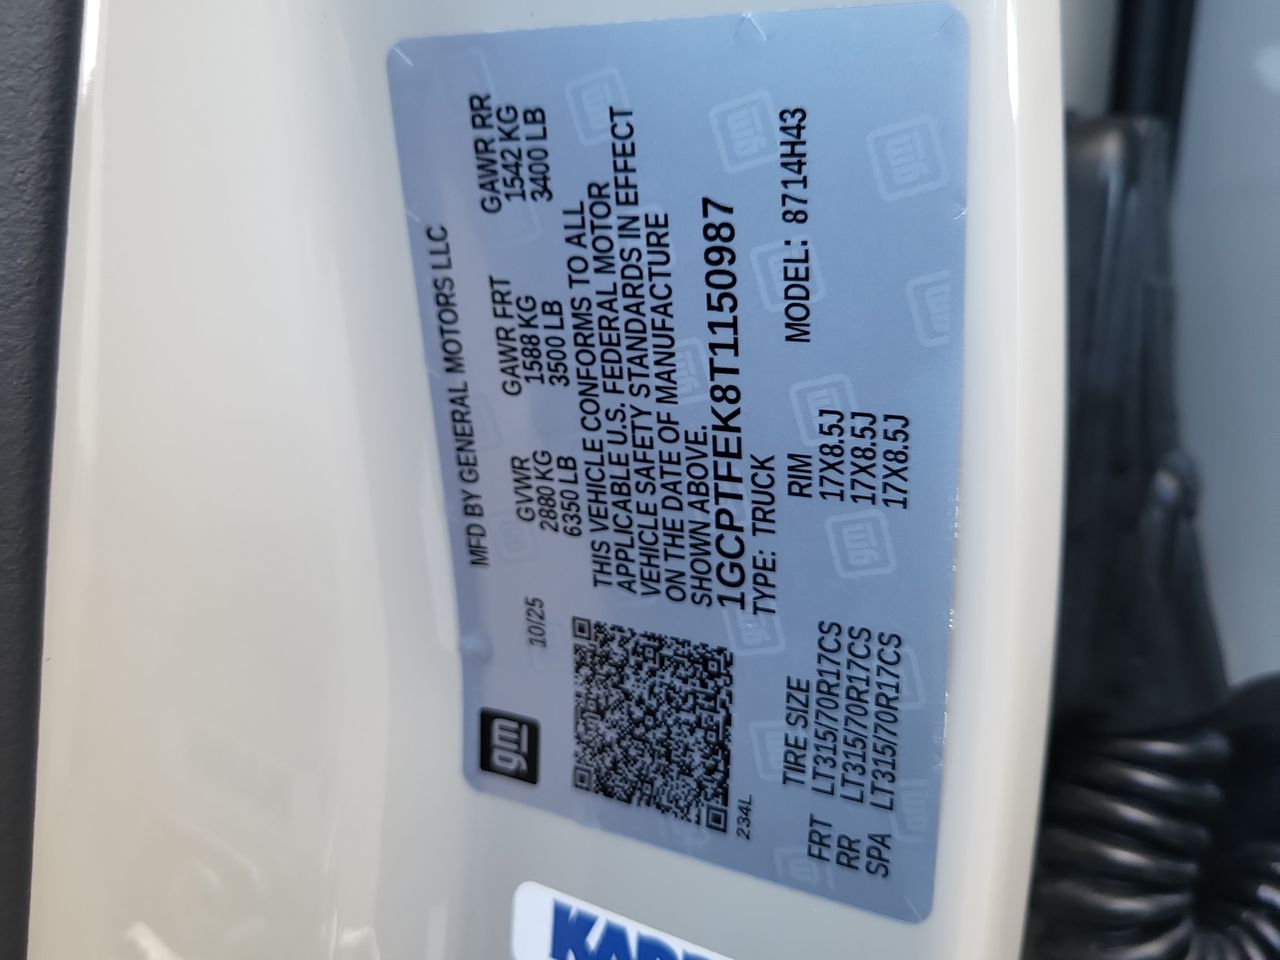 gm
10/25
MFD BY GENERAL MOTORS LLC
GVWR GAWR FRT GAWR RR
2880 KG 1588 KG 1542 KG
6350 LB 3500 LB 3400 LB
THIS VEHICLE CONFORMS TO ALL
APPLICABLE U.S. FEDERAL MOTOR
VEHICLE SAFETY STANDARDS IN EFFECT
ON THE DATE OF MANUFACTURE
SHOWN ABOVE.
1GCPTFEK8T1150987
TYPE: TRUCK MODEL: 8714H43
234L
TIRE SIZE RIM
FRT LT315/70R17CS 17X8.5J
RR LT315/70R17CS 17X8.5J
SPA LT315/70R17CS 17X8.5J